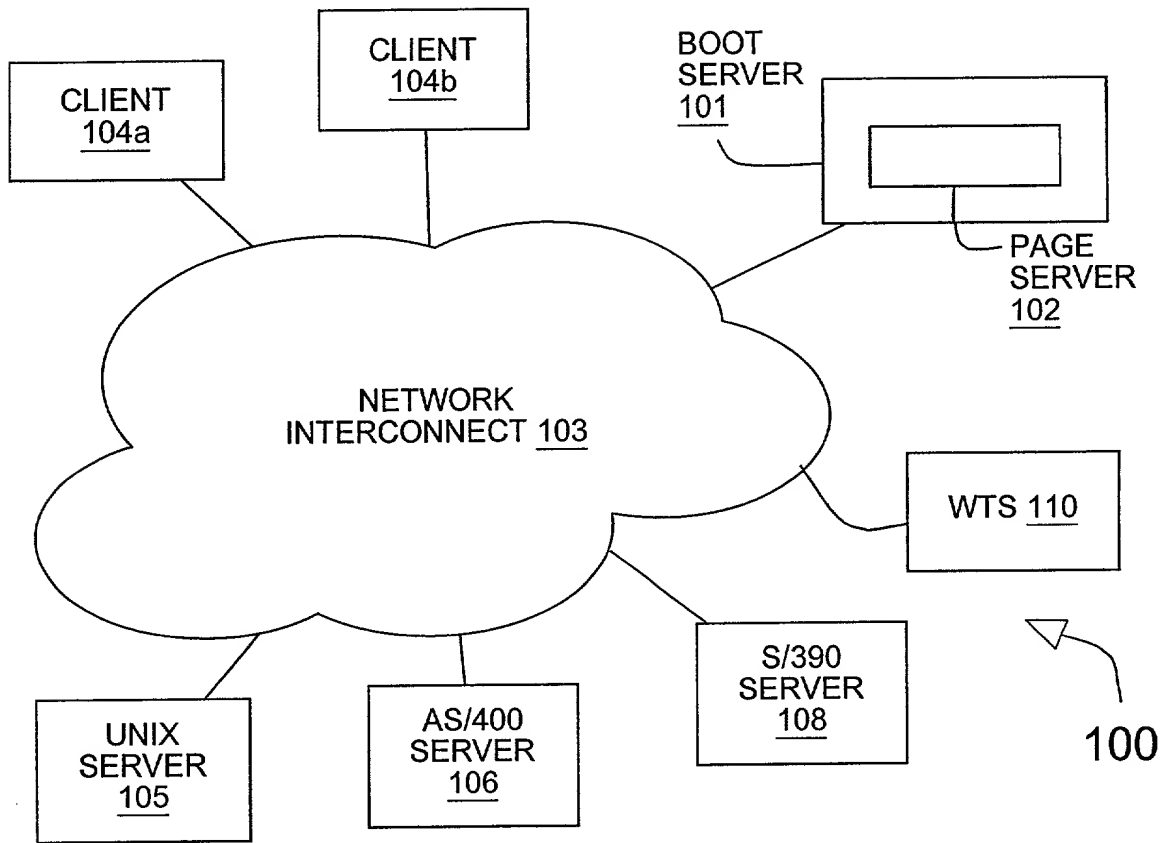 CLIENT
104a
CLIENT
104b
BOOT
SERVER
101
PAGE
SERVER
102
NETWORK
INTERCONNECT 103
WTS 110
S/390
SERVER
108
100
UNIX
SERVER
105
AS/400
SERVER
106